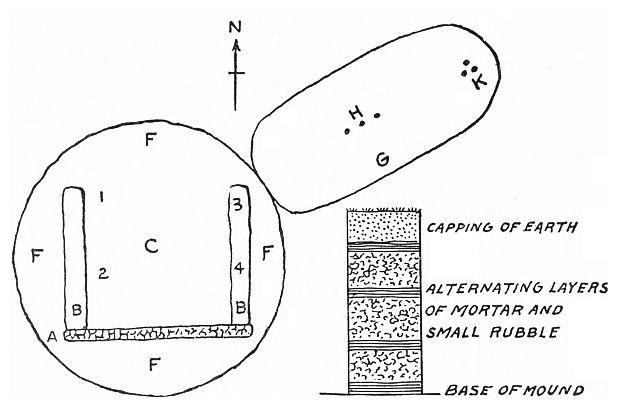 N
F
K
H
G
1
3
F
C
F
2
4
B
B
A
F
CAPPING OF EARTH
ALTERNATING LAYERS
OF MORTAR AND
SMALL RUBBLE
BASE OF MOUND